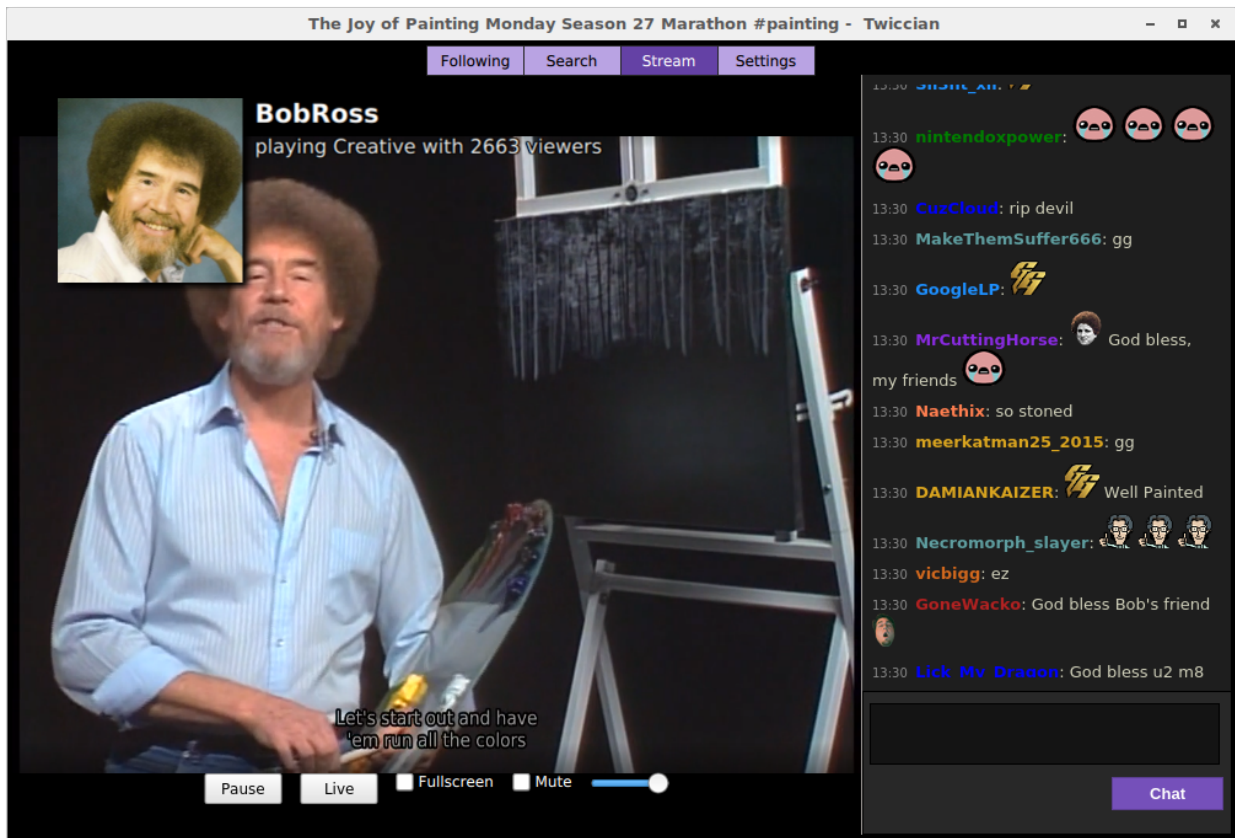 The Joy of Painting Monday Season 27 Marathon #painting - Twiccian
Following
Search
Stream
Settings
BobRoss
playing Creative with 2663 viewers
Let's start out and have
'em run all the colors
Pause
Live
Fullscreen
Mute
13:30 nintendoxpower:
13:30 CuzCloud: rip devil
13:30 MakeThemSuffer666: gg
13:30 GoogleLP: GG
13:30 MrCuttingHorse: God bless,
my friends
13:30 Naethix: so stoned
13:30 meerkatman25_2015: gg
13:30 DAMIANKAIZER: GG Well Painted
13:30 Necromorph_slayer:
13:30 vicbigg: ez
13:30 GoneWacko: God bless Bob's friend
13:30 Lick_My_Dragon: God bless u2 m8
Chat